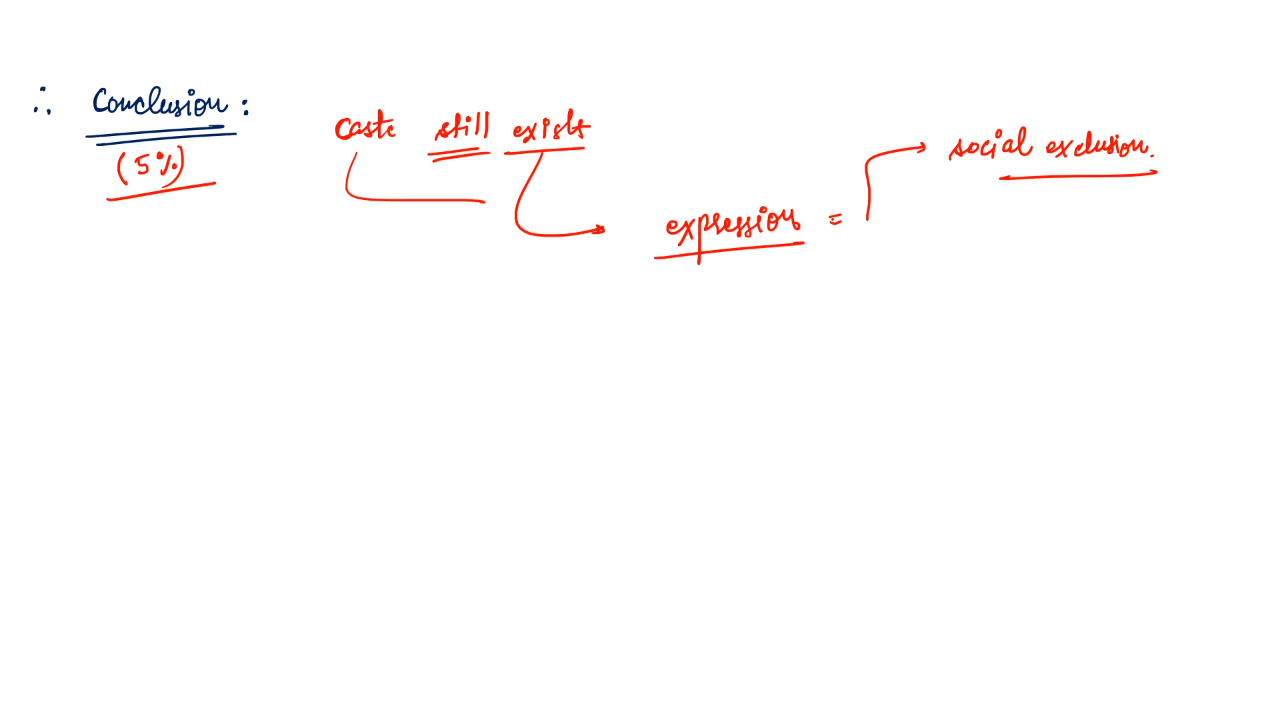 ∴ Conclusion :
(5%)
Caste still exists
expression =
social exclusion.